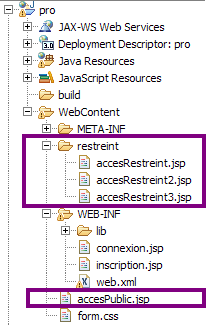 pro
JAX-WS Web Services
Deployment Descriptor: pro
Java Resources
JavaScript Resources
build
WebContent
META-INF
restreint
accesRestreint.jsp
accesRestreint2.jsp
accesRestreint3.jsp
WEB-INF
lib
connexion.jsp
inscription.jsp
web.xml
accesPublic.jsp
form.css